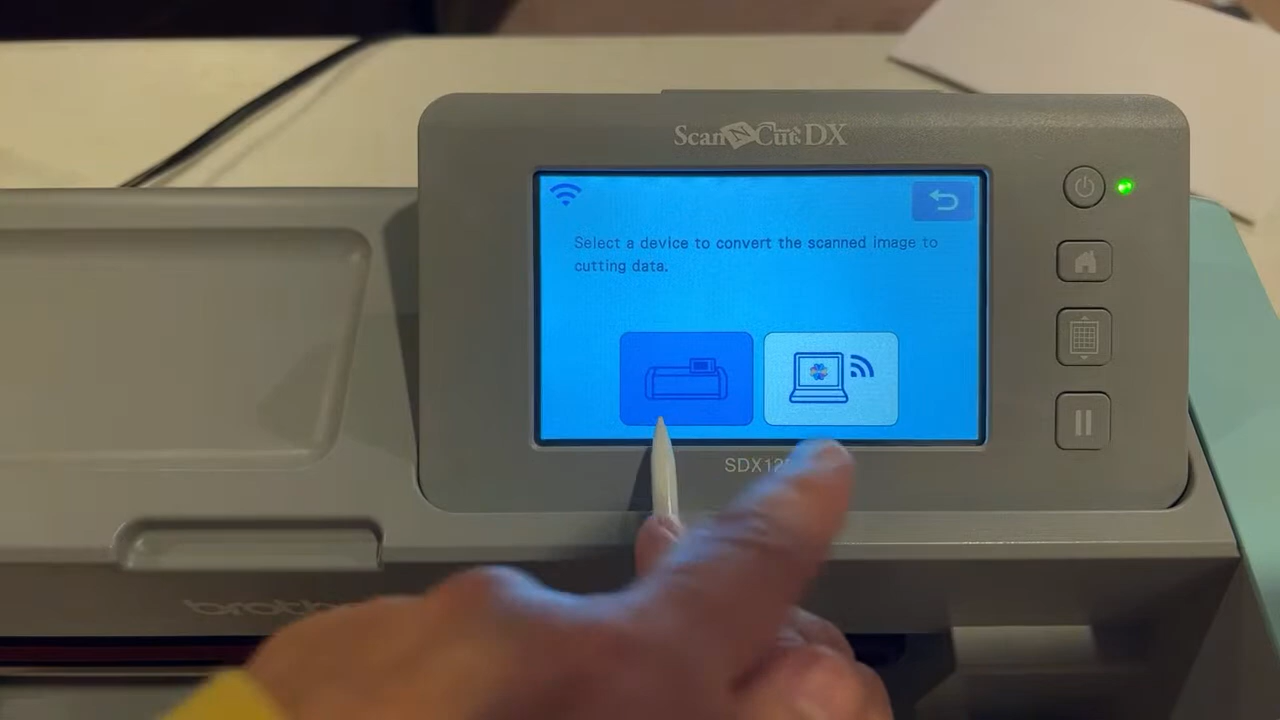 ScanNCut DX
Select a device to convert the scanned image to
cutting data.